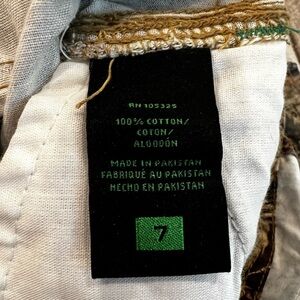 RN 105325
100% COTTON/
COTON/
ALGODÓN
MADE IN PAKISTAN
FABRIQUÉ AU PAKISTAN
HECHO EN PAKISTAN
7